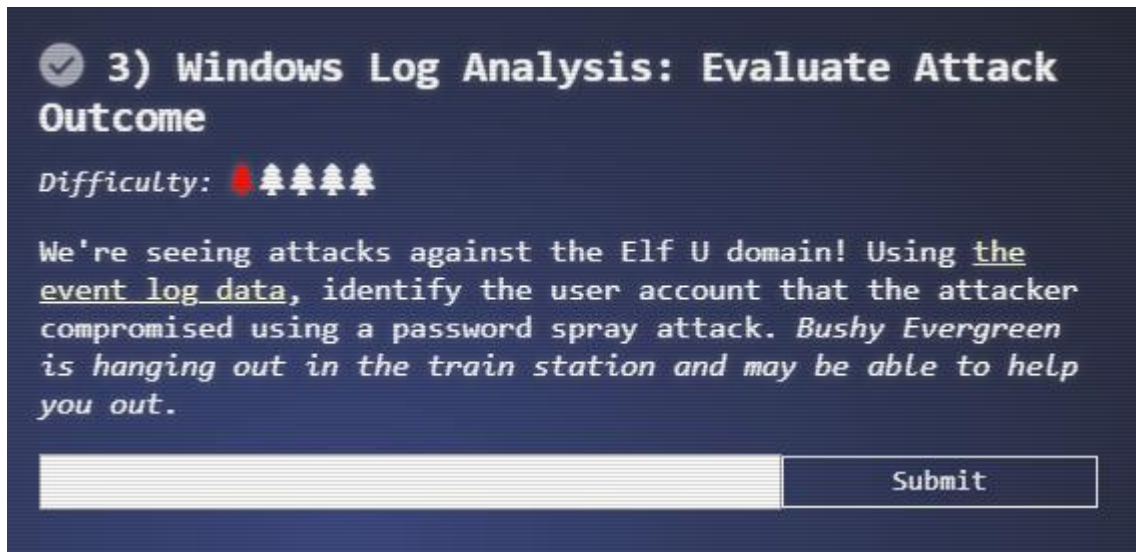 3) Windows Log Analysis: Evaluate Attack
Outcome
Difficulty:
We're seeing attacks against the Elf U domain! Using the
event log data, identify the user account that the attacker
compromised using a password spray attack. Bushy Evergreen
is hanging out in the train station and may be able to help
you out.
Submit